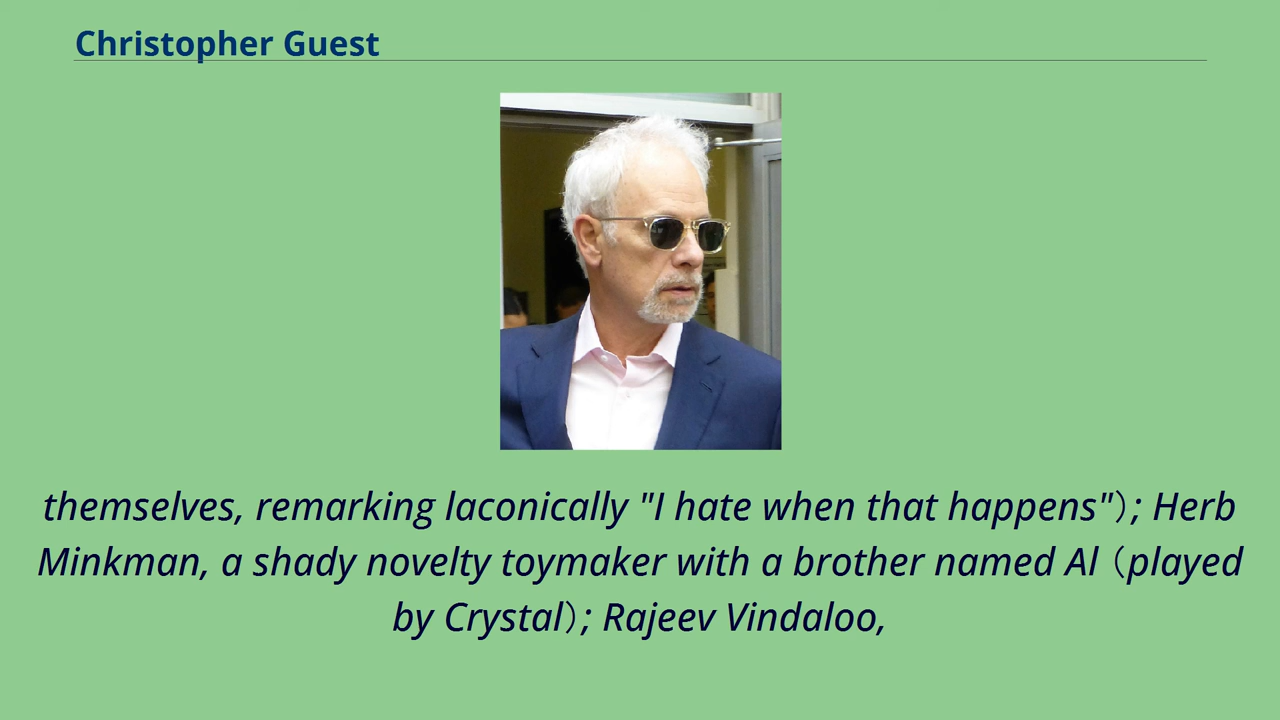 Christopher Guest
themselves, remarking laconically "I hate when that happens"）; Herb
Minkman, a shady novelty toymaker with a brother named Al （played
by Crystal）; Rajeev Vindaloo,